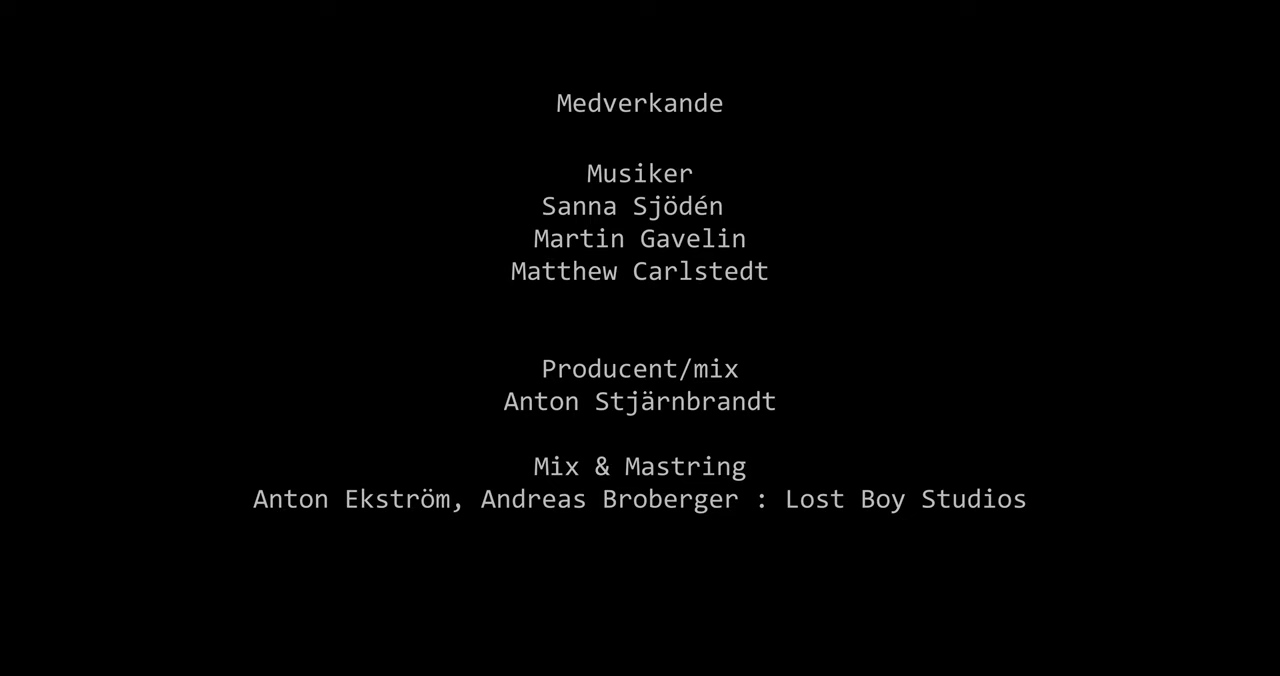 Medverkande
Musiker
Sanna Sjödén
Martin Gavelin
Matthew Carlstedt
Producent/mix
Anton Stjärnbrandt
Mix & Mastring
Anton Ekström, Andreas Broberger : Lost Boy Studios